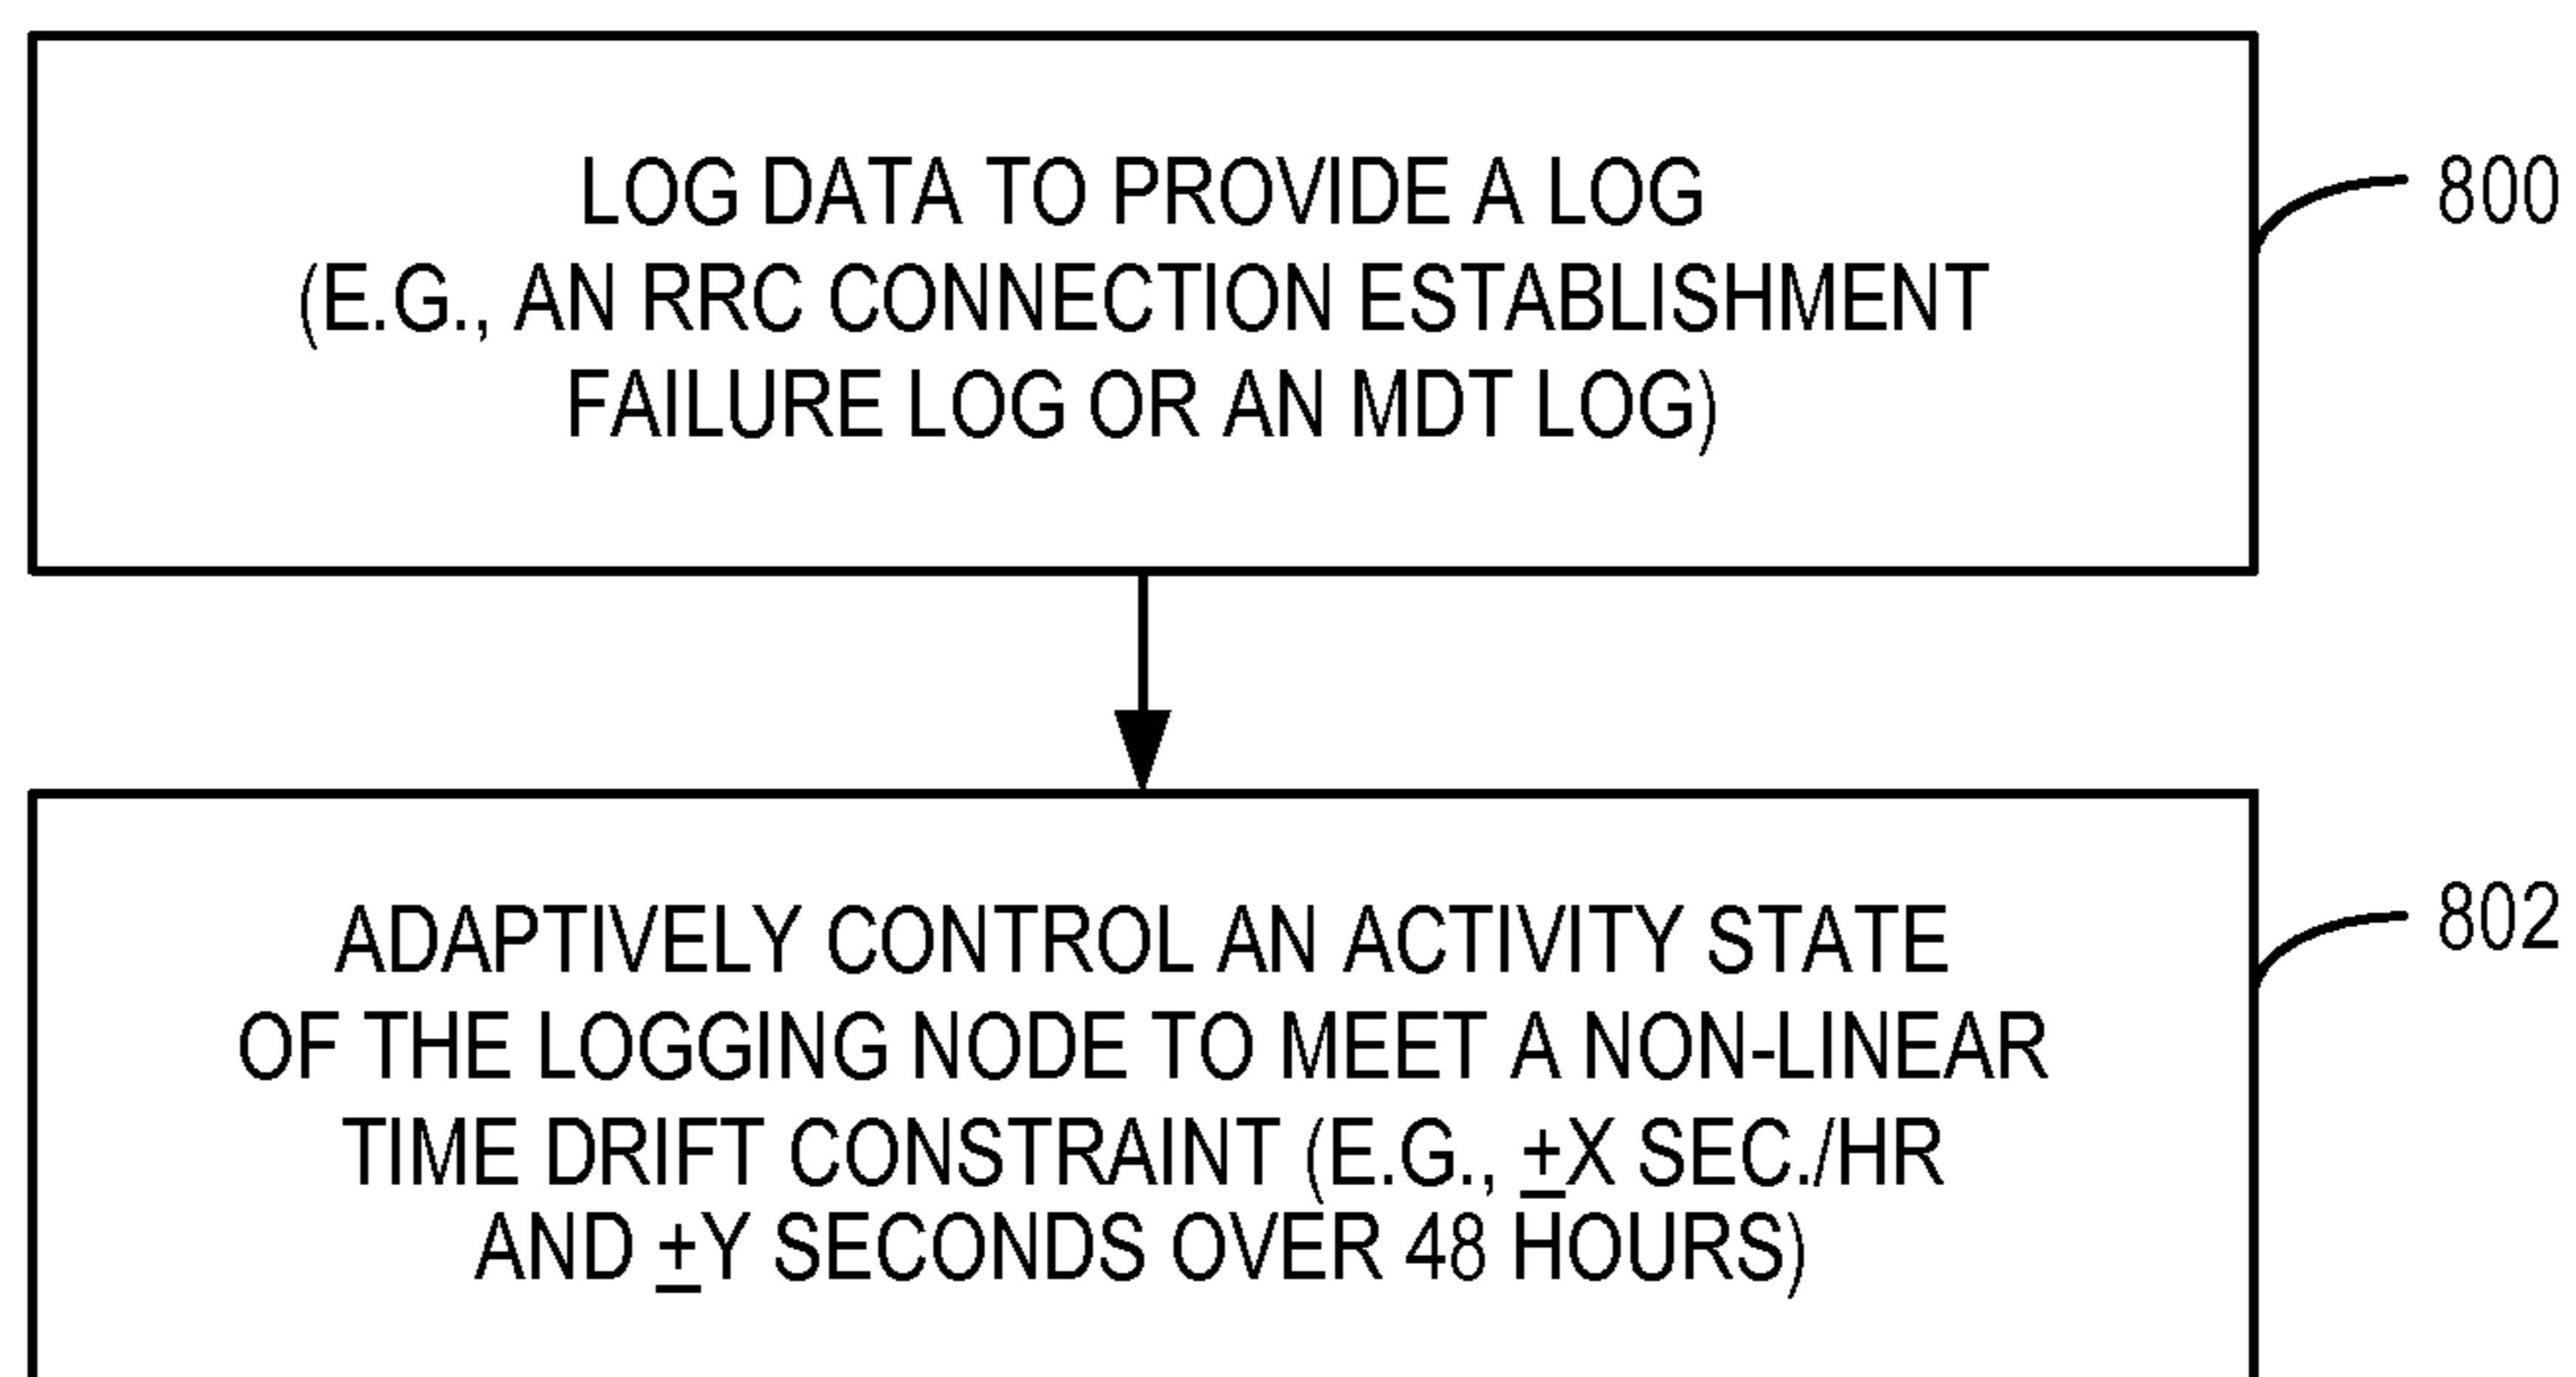 LOG DATA TO PROVIDE A LOG
(E.G., AN RRC CONNECTION ESTABLISHMENT
FAILURE LOG OR AN MDT LOG)
800
ADAPTIVELY CONTROL AN ACTIVITY STATE
OF THE LOGGING NODE TO MEET A NON-LINEAR
TIME DRIFT CONSTRAINT (E.G., ±X SEC./HR
AND ±Y SECONDS OVER 48 HOURS)
802